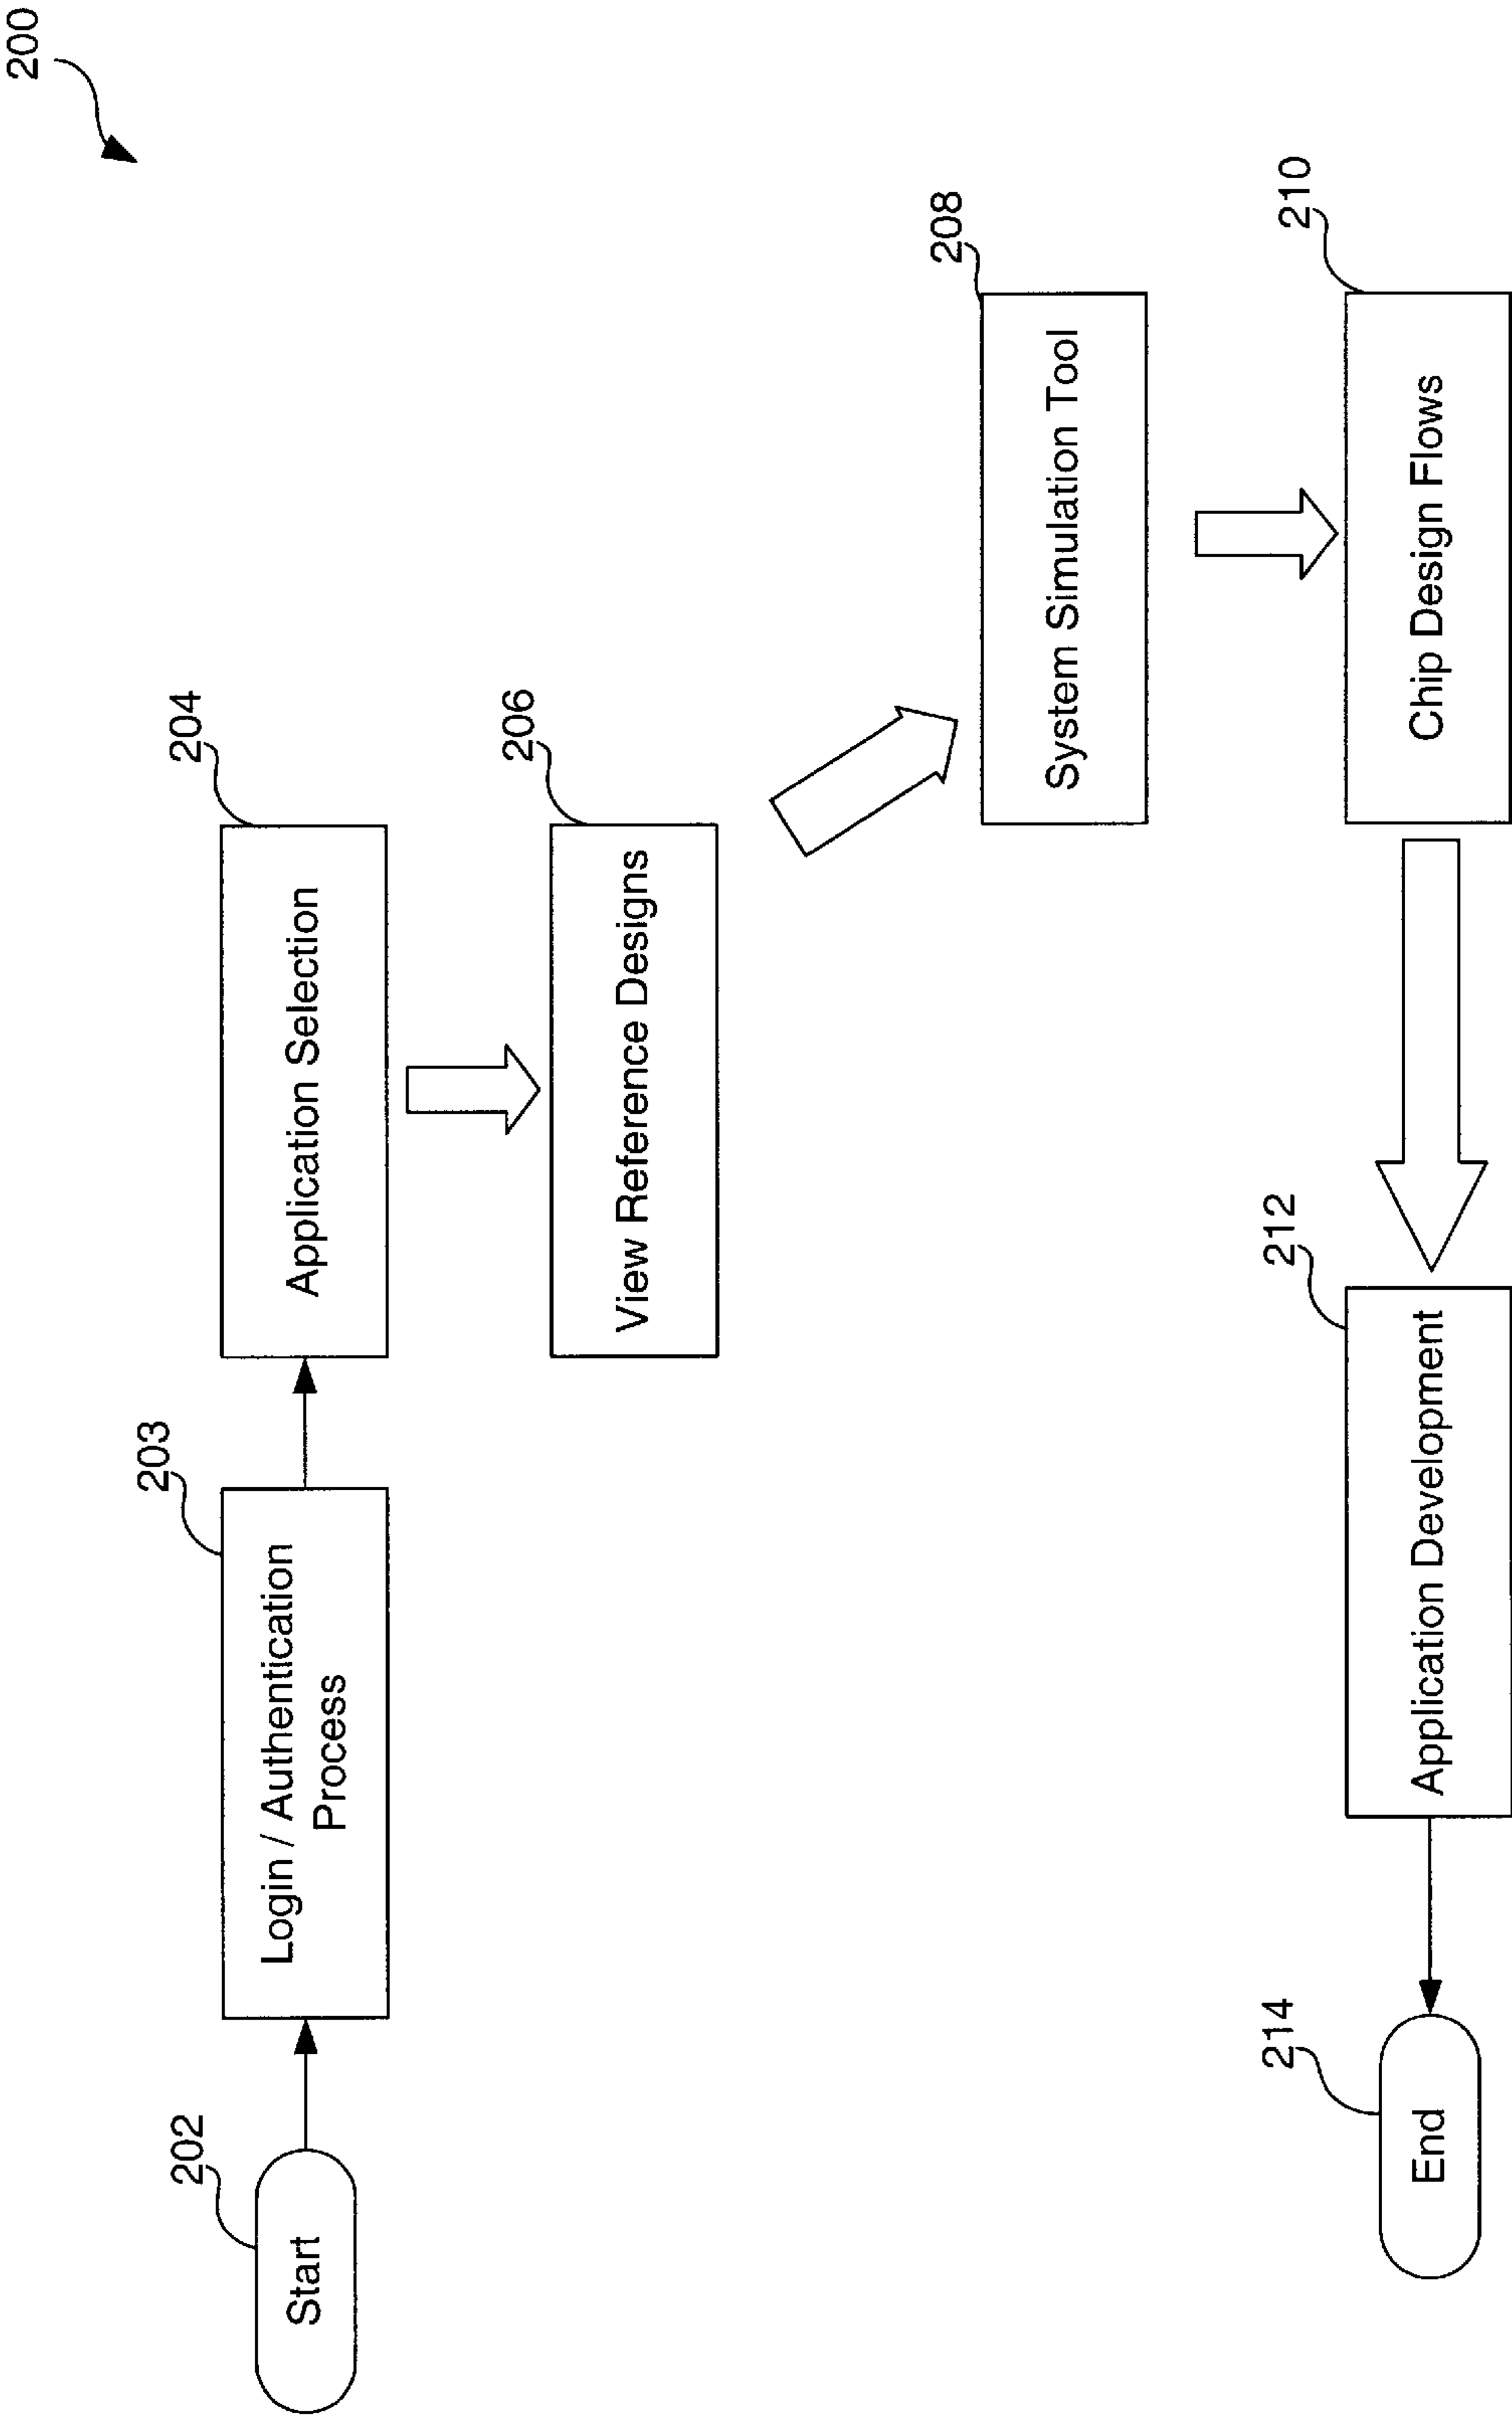 200
202
Start
203
Login / Authentication
Process
204
Application Selection
206
View Reference Designs
208
System Simulation Tool
210
Chip Design Flows
212
Application Development
214
End